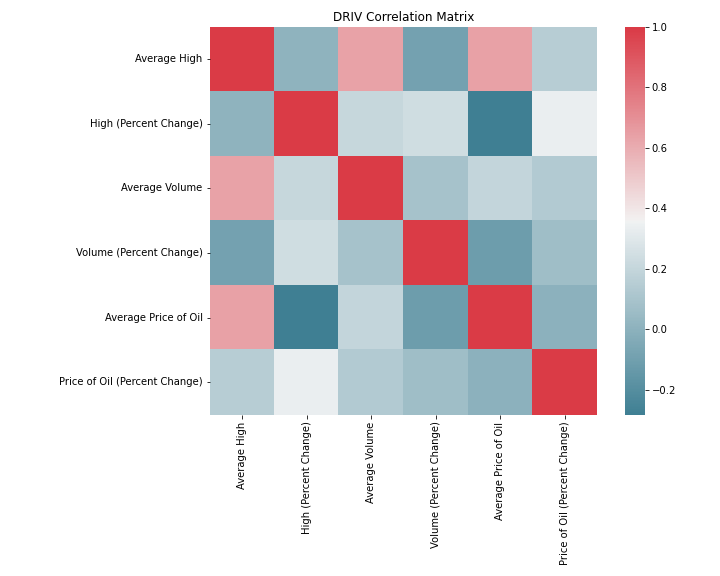 DRIV Correlation Matrix
Average High
High (Percent Change)
Average Volume
Volume (Percent Change)
Average Price of Oil
Price of Oil (Percent Change)
Average High
High (Percent Change)
Average Volume
Volume (Percent Change)
Average Price of Oil
Price of Oil (Percent Change)
1.0
0.8
0.6
0.4
0.2
0.0
−0.2